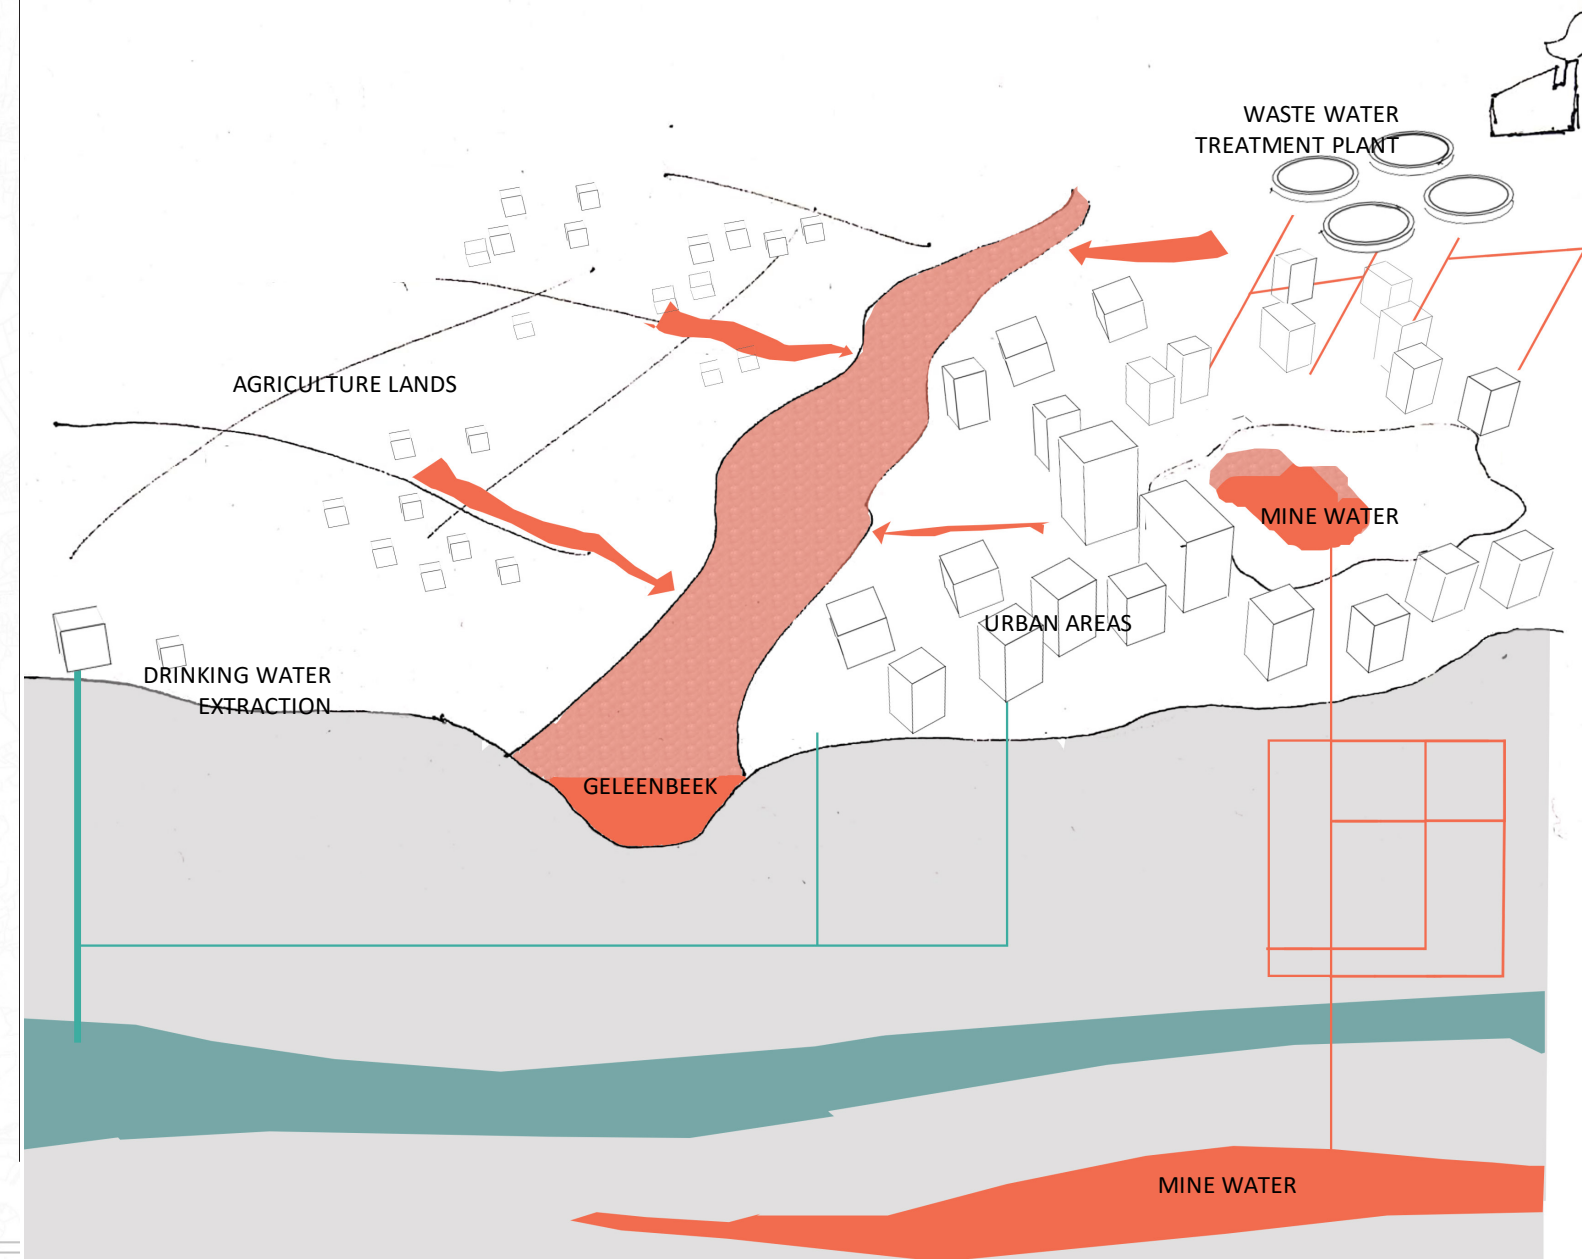 WASTE WATER
TREATMENT PLANT
AGRICULTURE LANDS
MINE WATER
URBAN AREAS
DRINKING WATER
EXTRACTION
GELEENBEEK
MINE WATER